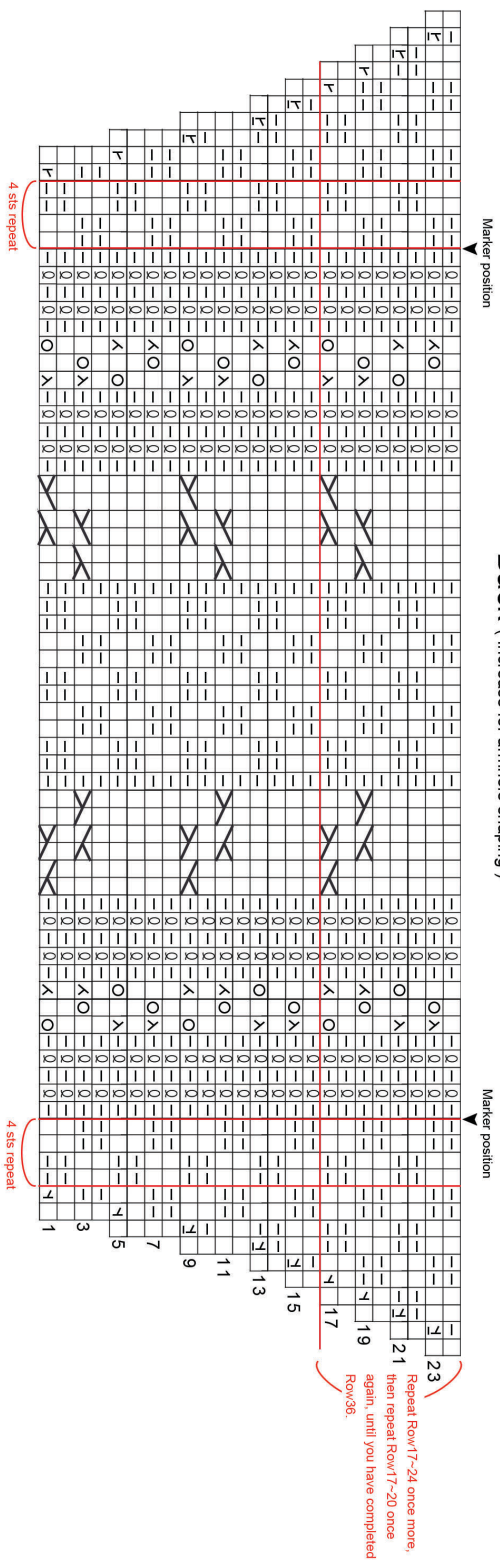 Back ( Increase for armhole shaping )
Marker position
Marker position
23
21
19
17
15
13
11
9
7
5
3
1
Repeat Row17~24 once more,
then repeat Row17~20 once
again, until you have completed
Row36.
4 sts repeat
4 sts repeat